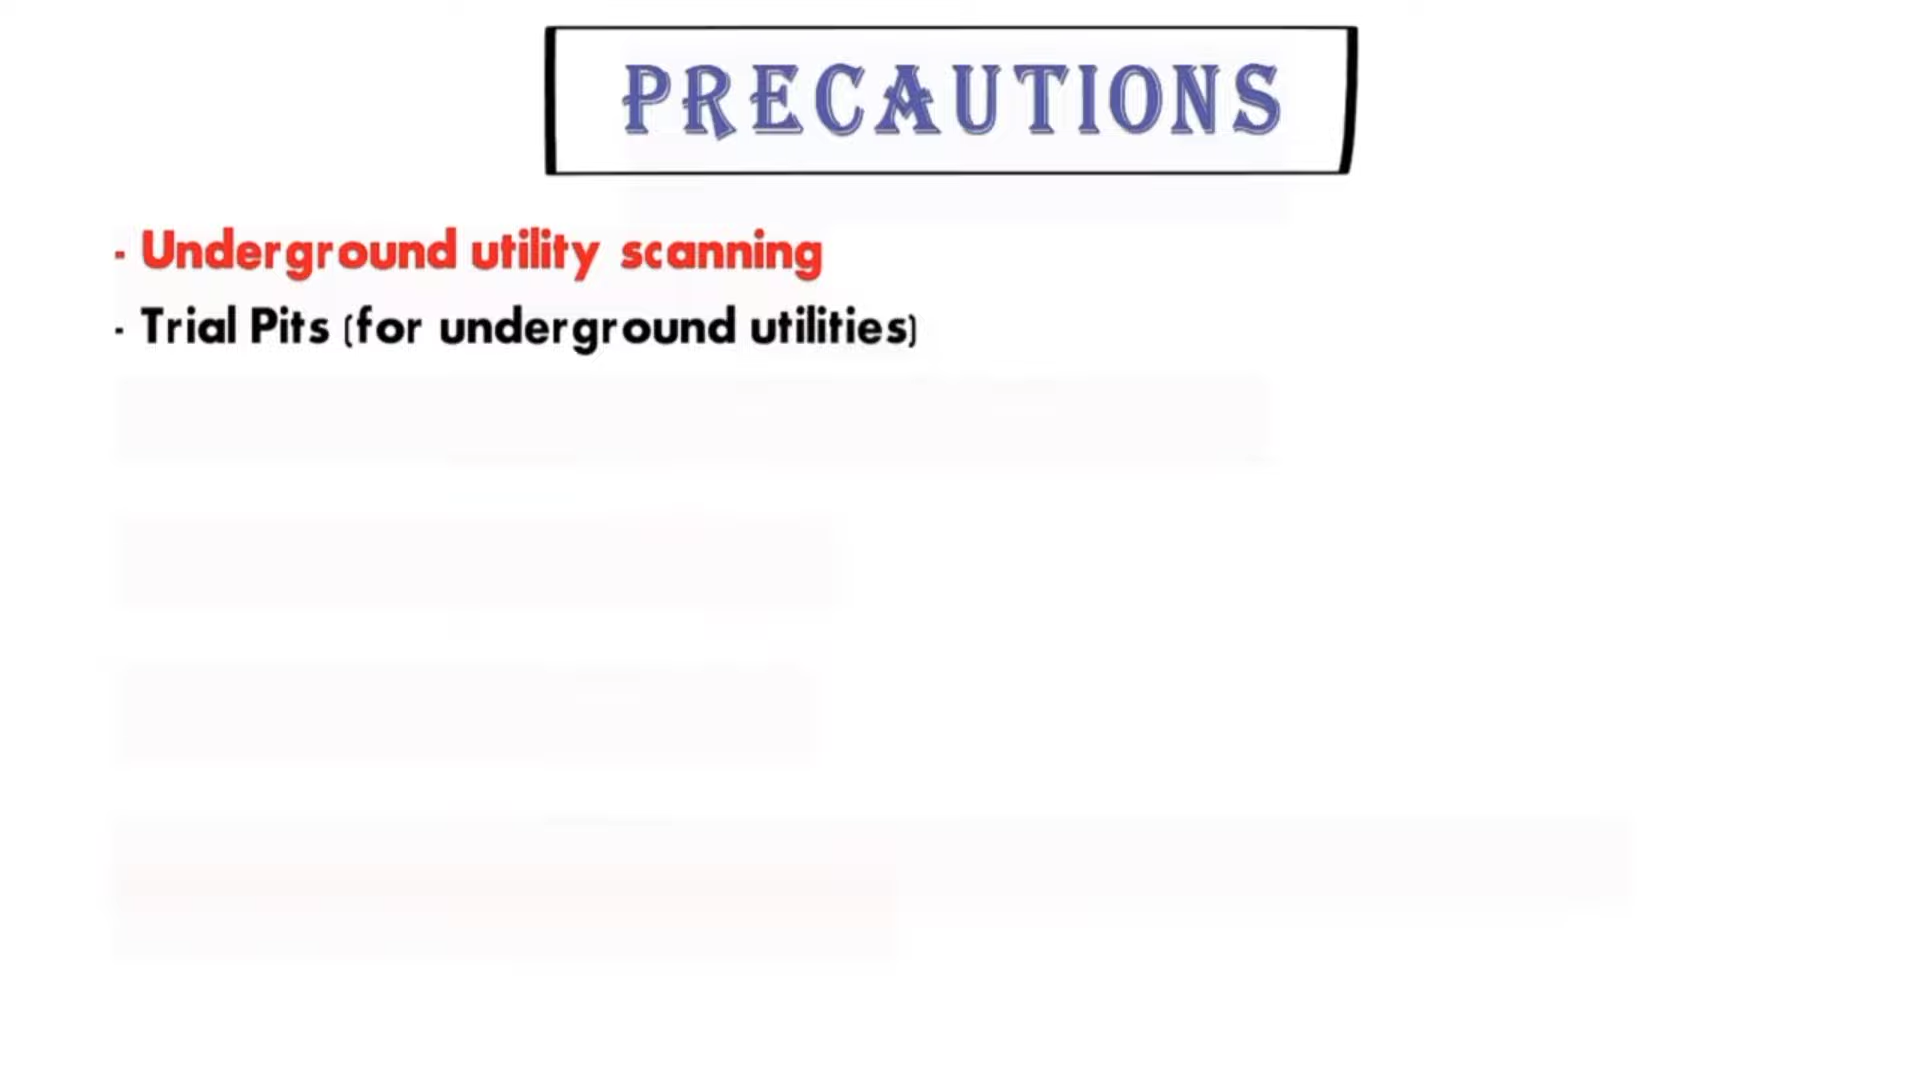 PRECAUTIONS
- Underground utility scanning
- Trial Pits (for underground utilities)